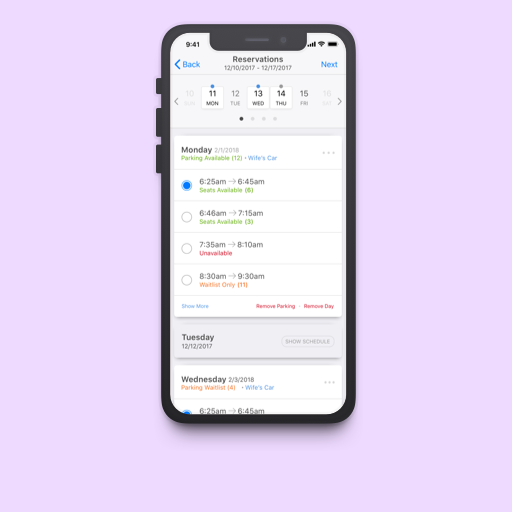 9:41
Back
Reservations
12/10/2017 - 12/17/2017
Next
10 11 12 13 14 15 16
SUN MON TUE WED THU FRI SAT
Monday 2/1/2018
Parking Available (12) • Wife's Car
6:25am → 6:45am
Seats Available (6)
6:46am → 7:15am
Seats Available (3)
7:35am → 8:10am
Unavailable
8:30am → 9:30am
Waitlist Only (11)
Show More
Remove Parking
Remove Day
Tuesday
12/12/2017
SHOW SCHEDULE
Wednesday 2/3/2018
Parking Waitlist (4) • Wife's Car
6:25am → 6:45am